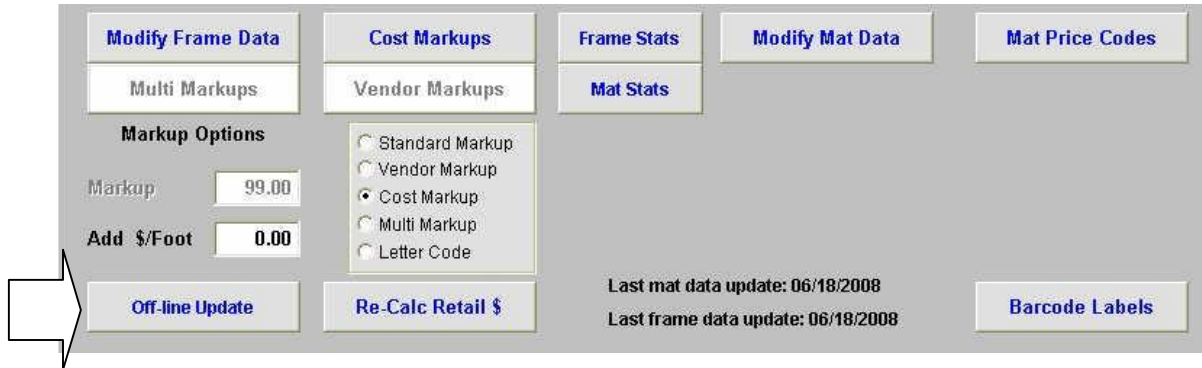 Modify Frame Data
Cost Markups
Frame Stats
Modify Mat Data
Mat Price Codes
Multi Markups
Vendor Markups
Mat Stats
Markup Options
Standard Markup
Vendor Markup
Markup 99.00
Cost Markup
Multi Markup
Add $/Foot 0.00
Letter Code
Off-line Update
Re-Calc Retail $
Last mat data update: 06/18/2008
Last frame data update: 06/18/2008
Barcode Labels